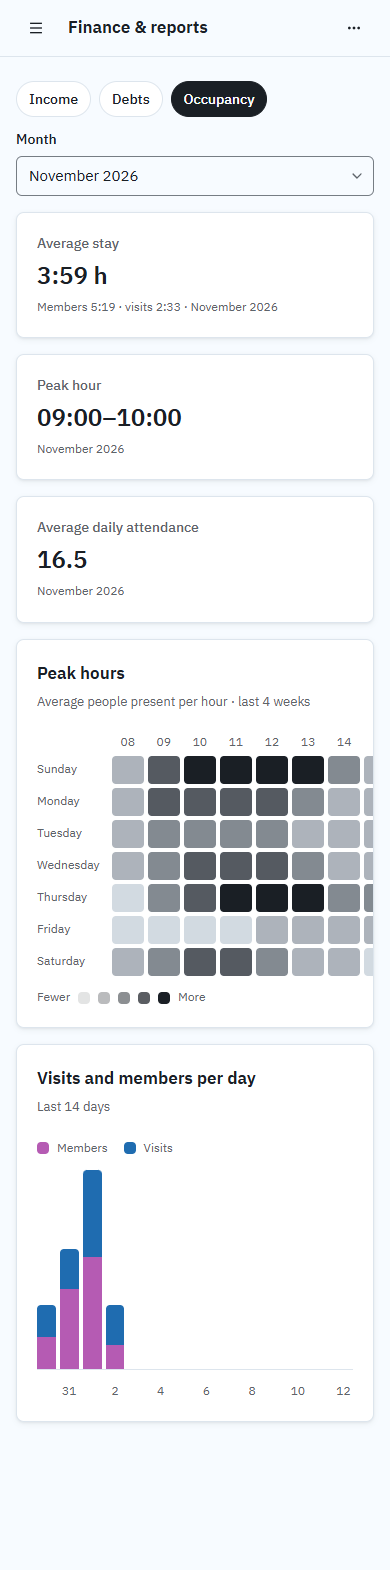 Finance & reports
Income Debts Occupancy
Month
November 2026
Average stay
3:59 h
Members 5:19 · visits 2:33 · November 2026
Peak hour
09:00–10:00
November 2026
Average daily attendance
16.5
November 2026
Peak hours
Average people present per hour · last 4 weeks
08 09 10 11 12 13 14
Sunday
Monday
Tuesday
Wednesday
Thursday
Friday
Saturday
Fewer More
Visits and members per day
Last 14 days
Members Visits
31 2 4 6 8 10 12